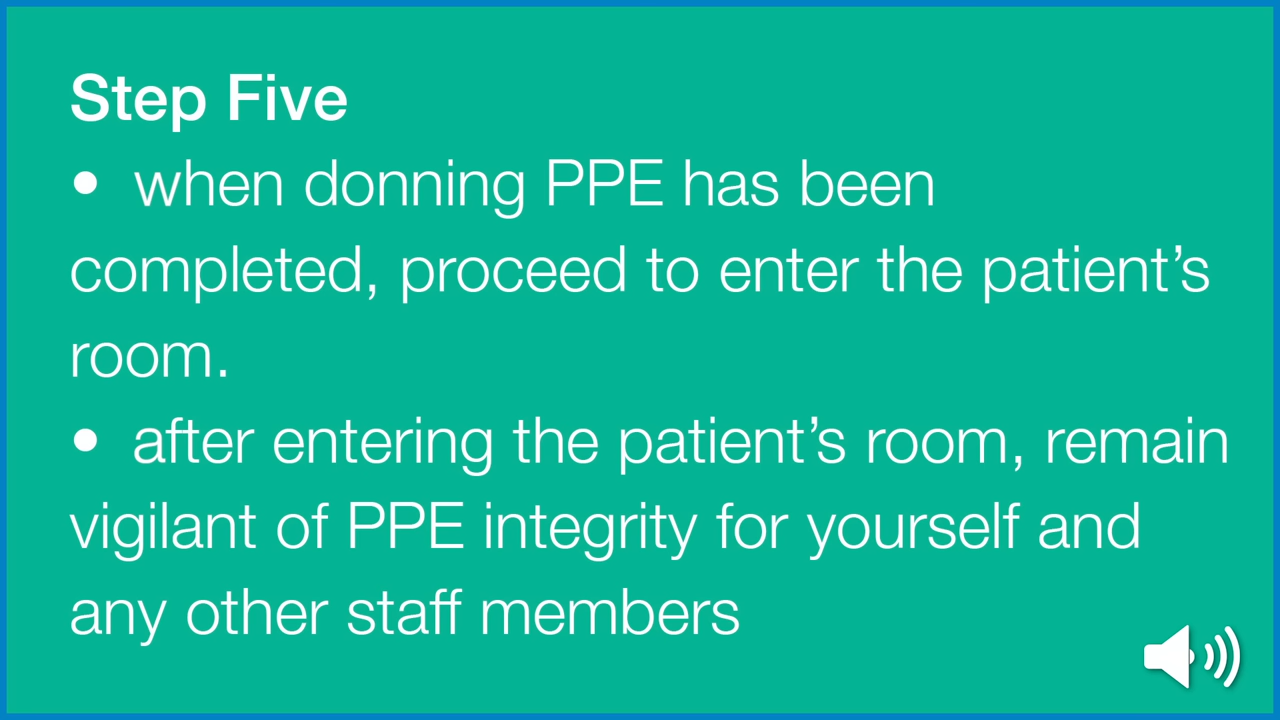 Step Five
• when donning PPE has been
completed, proceed to enter the patient’s
room.
• after entering the patient’s room, remain
vigilant of PPE integrity for yourself and
any other staff members